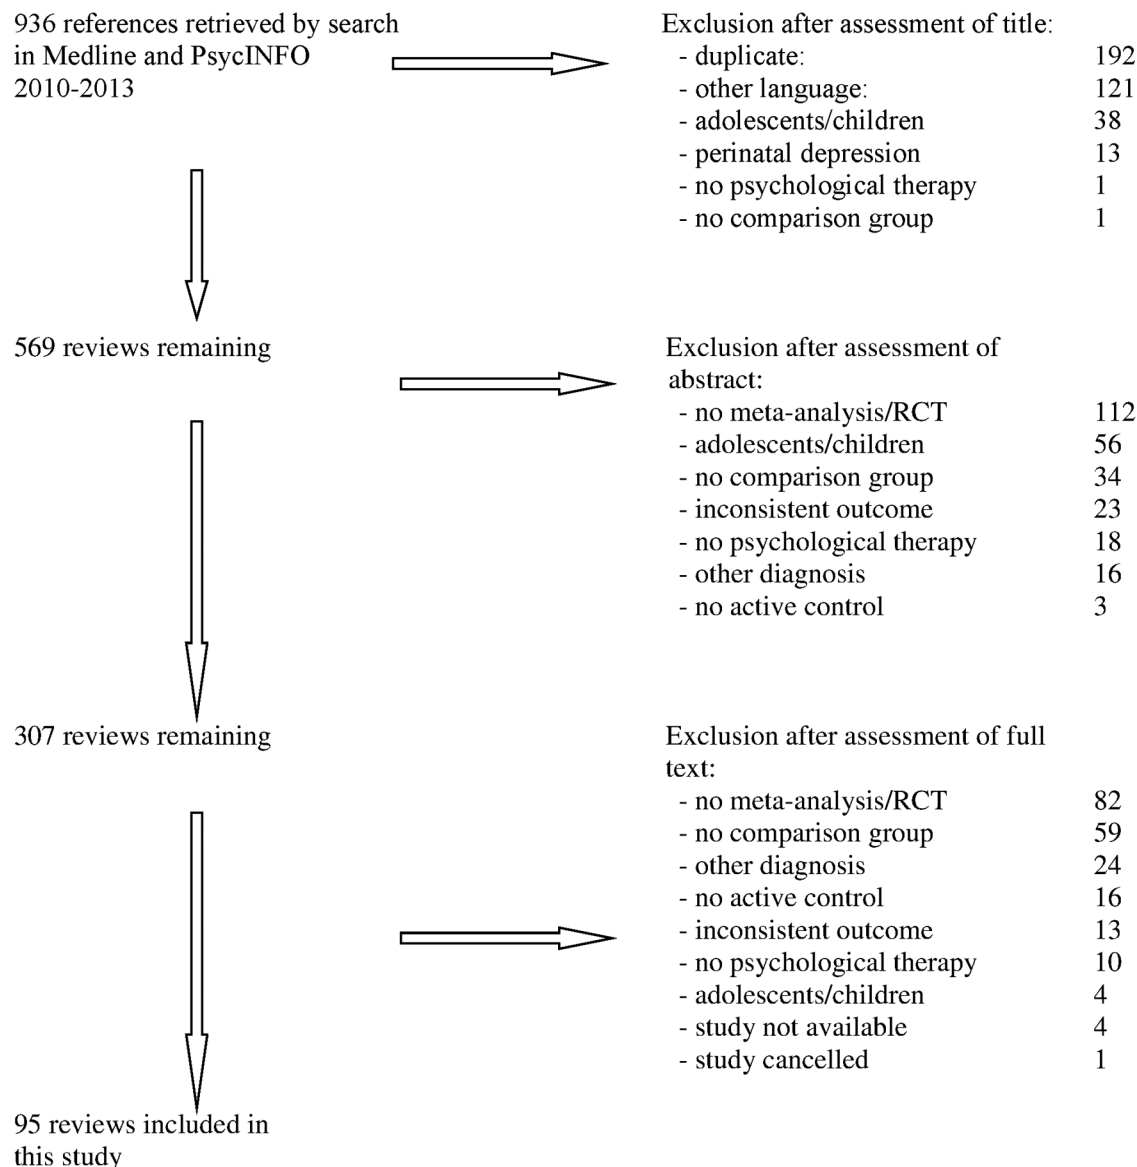 936 references retrieved by search
in Medline and PsycINFO
2010-2013
Exclusion after assessment of title:
- duplicate: 192
- other language: 121
- adolescents/children 38
- perinatal depression 13
- no psychological therapy 1
- no comparison group 1
569 reviews remaining
Exclusion after assessment of
abstract:
- no meta-analysis/RCT 112
- adolescents/children 56
- no comparison group 34
- inconsistent outcome 23
- no psychological therapy 18
- other diagnosis 16
- no active control 3
307 reviews remaining
Exclusion after assessment of full
text:
- no meta-analysis/RCT 82
- no comparison group 59
- other diagnosis 24
- no active control 16
- inconsistent outcome 13
- no psychological therapy 10
- adolescents/children 4
- study not available 4
- study cancelled 1
95 reviews included in
this study